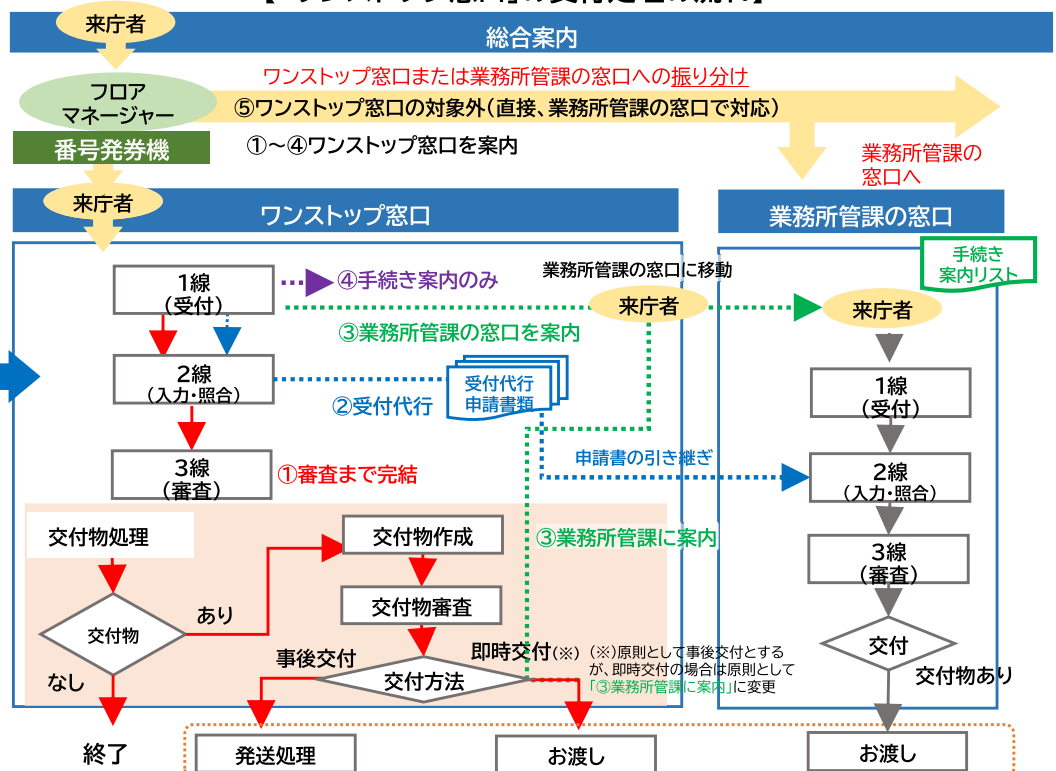 来庁者
総合案内
ワンストップ窓口または業務所管課の窓口への振り分け
フロア
マネージャー
⑤ワンストップ窓口の対象外(直接、業務所管課の窓口で対応)
番号発券機
①～④ワンストップ窓口を案内
業務所管課の
窓口へ
来庁者
ワンストップ窓口
業務所管課の窓口
手続き
案内リスト
1線
(受付)
④手続き案内のみ
業務所管課の窓口に移動
来庁者
来庁者
③業務所管課の窓口を案内
2線
(入力・照合)
受付代行
申請書類
②受付代行
1線
(受付)
3線
(審査)
①審査まで完結
申請書の引き継ぎ
2線
(入力・照合)
交付物処理
交付物作成
③業務所管課に案内
3線
(審査)
あり
交付物審査
交付物
交付
なし
事後交付
即時交付(※)
(※)原則として事後交付とする
が、即時交付の場合は原則として
「③業務所管課に案内」に変更
交付方法
交付物あり
終了
発送処理
お渡し
お渡し